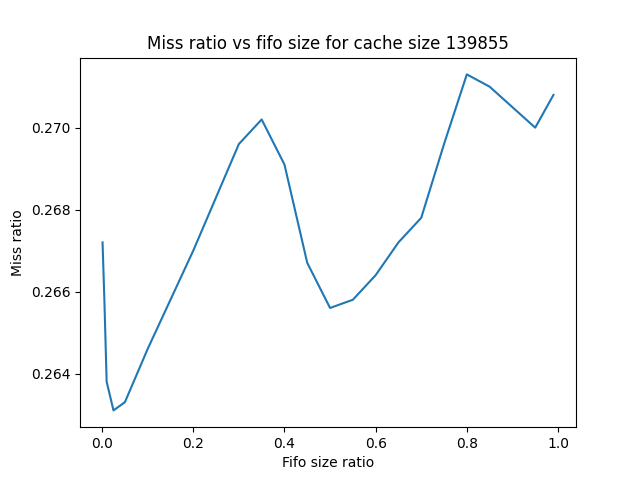 Miss ratio vs fifo size for cache size 139855
0.270
0.268
0.266
0.264
Miss ratio
0.0 0.2 0.4 0.6 0.8 1.0
Fifo size ratio